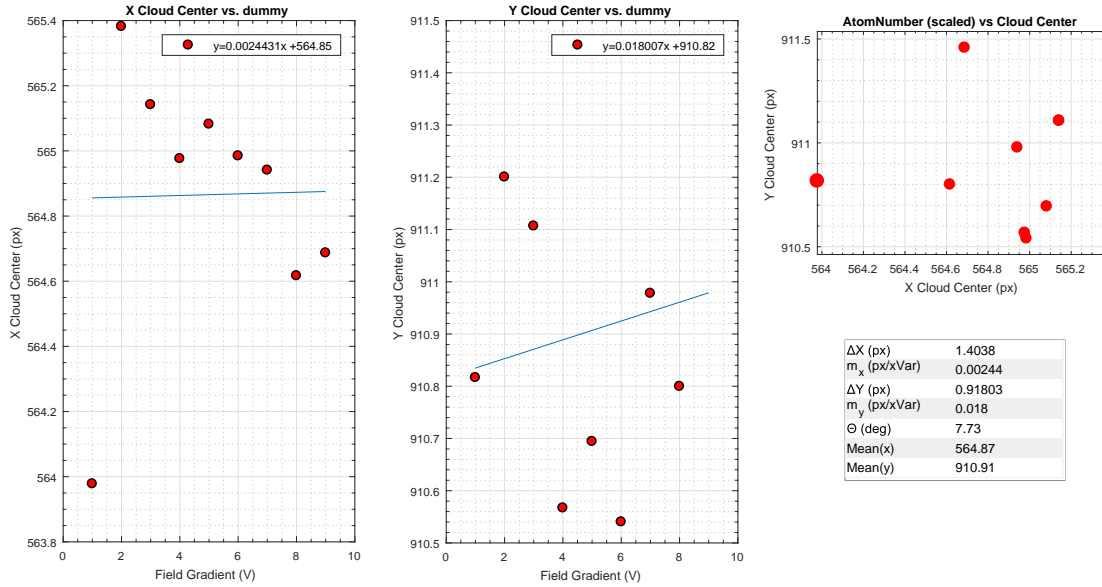 X Cloud Center vs. dummy
y=0.0024431x +564.85
X Cloud Center (px)
565.4
565.2
565
564.8
564.6
564.4
564.2
564
563.8
0 2 4 6 8 10
Field Gradient (V)
Y Cloud Center vs. dummy
y=0.018007x +910.82
Y Cloud Center (px)
911.5
911.4
911.3
911.2
911.1
911
910.9
910.8
910.7
910.6
910.5
0 2 4 6 8 10
Field Gradient (V)
AtomNumber (scaled) vs Cloud Center
Y Cloud Center (px)
911.5
911
910.5
564 564.2 564.4 564.6 564.8 565 565.2
X Cloud Center (px)
ΔX (px) 1.4038
m_x (px/xVar) 0.00244
ΔY (px) 0.91803
m_y (px/xVar) 0.018
Θ (deg) 7.73
Mean(x) 564.87
Mean(y) 910.91